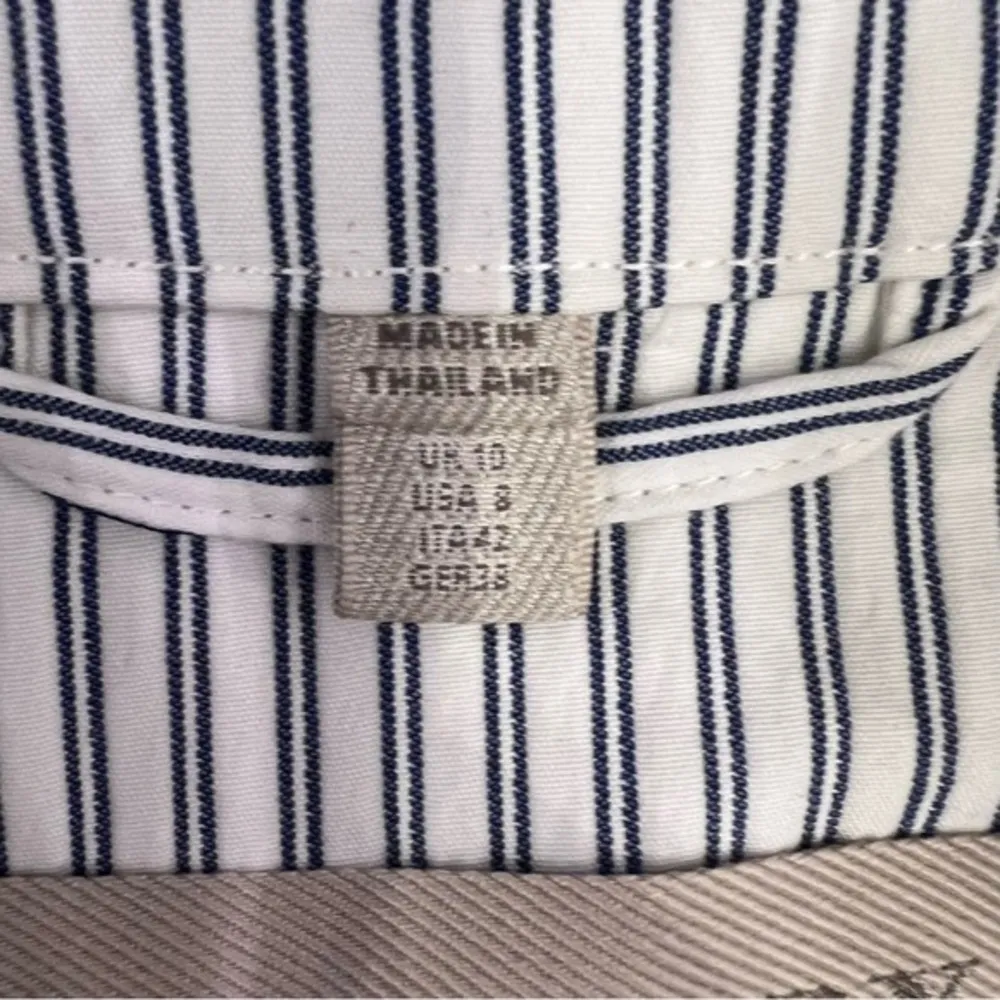 MADE IN
THAILAND
UK 10
USA 8
ITA 42
GER 38